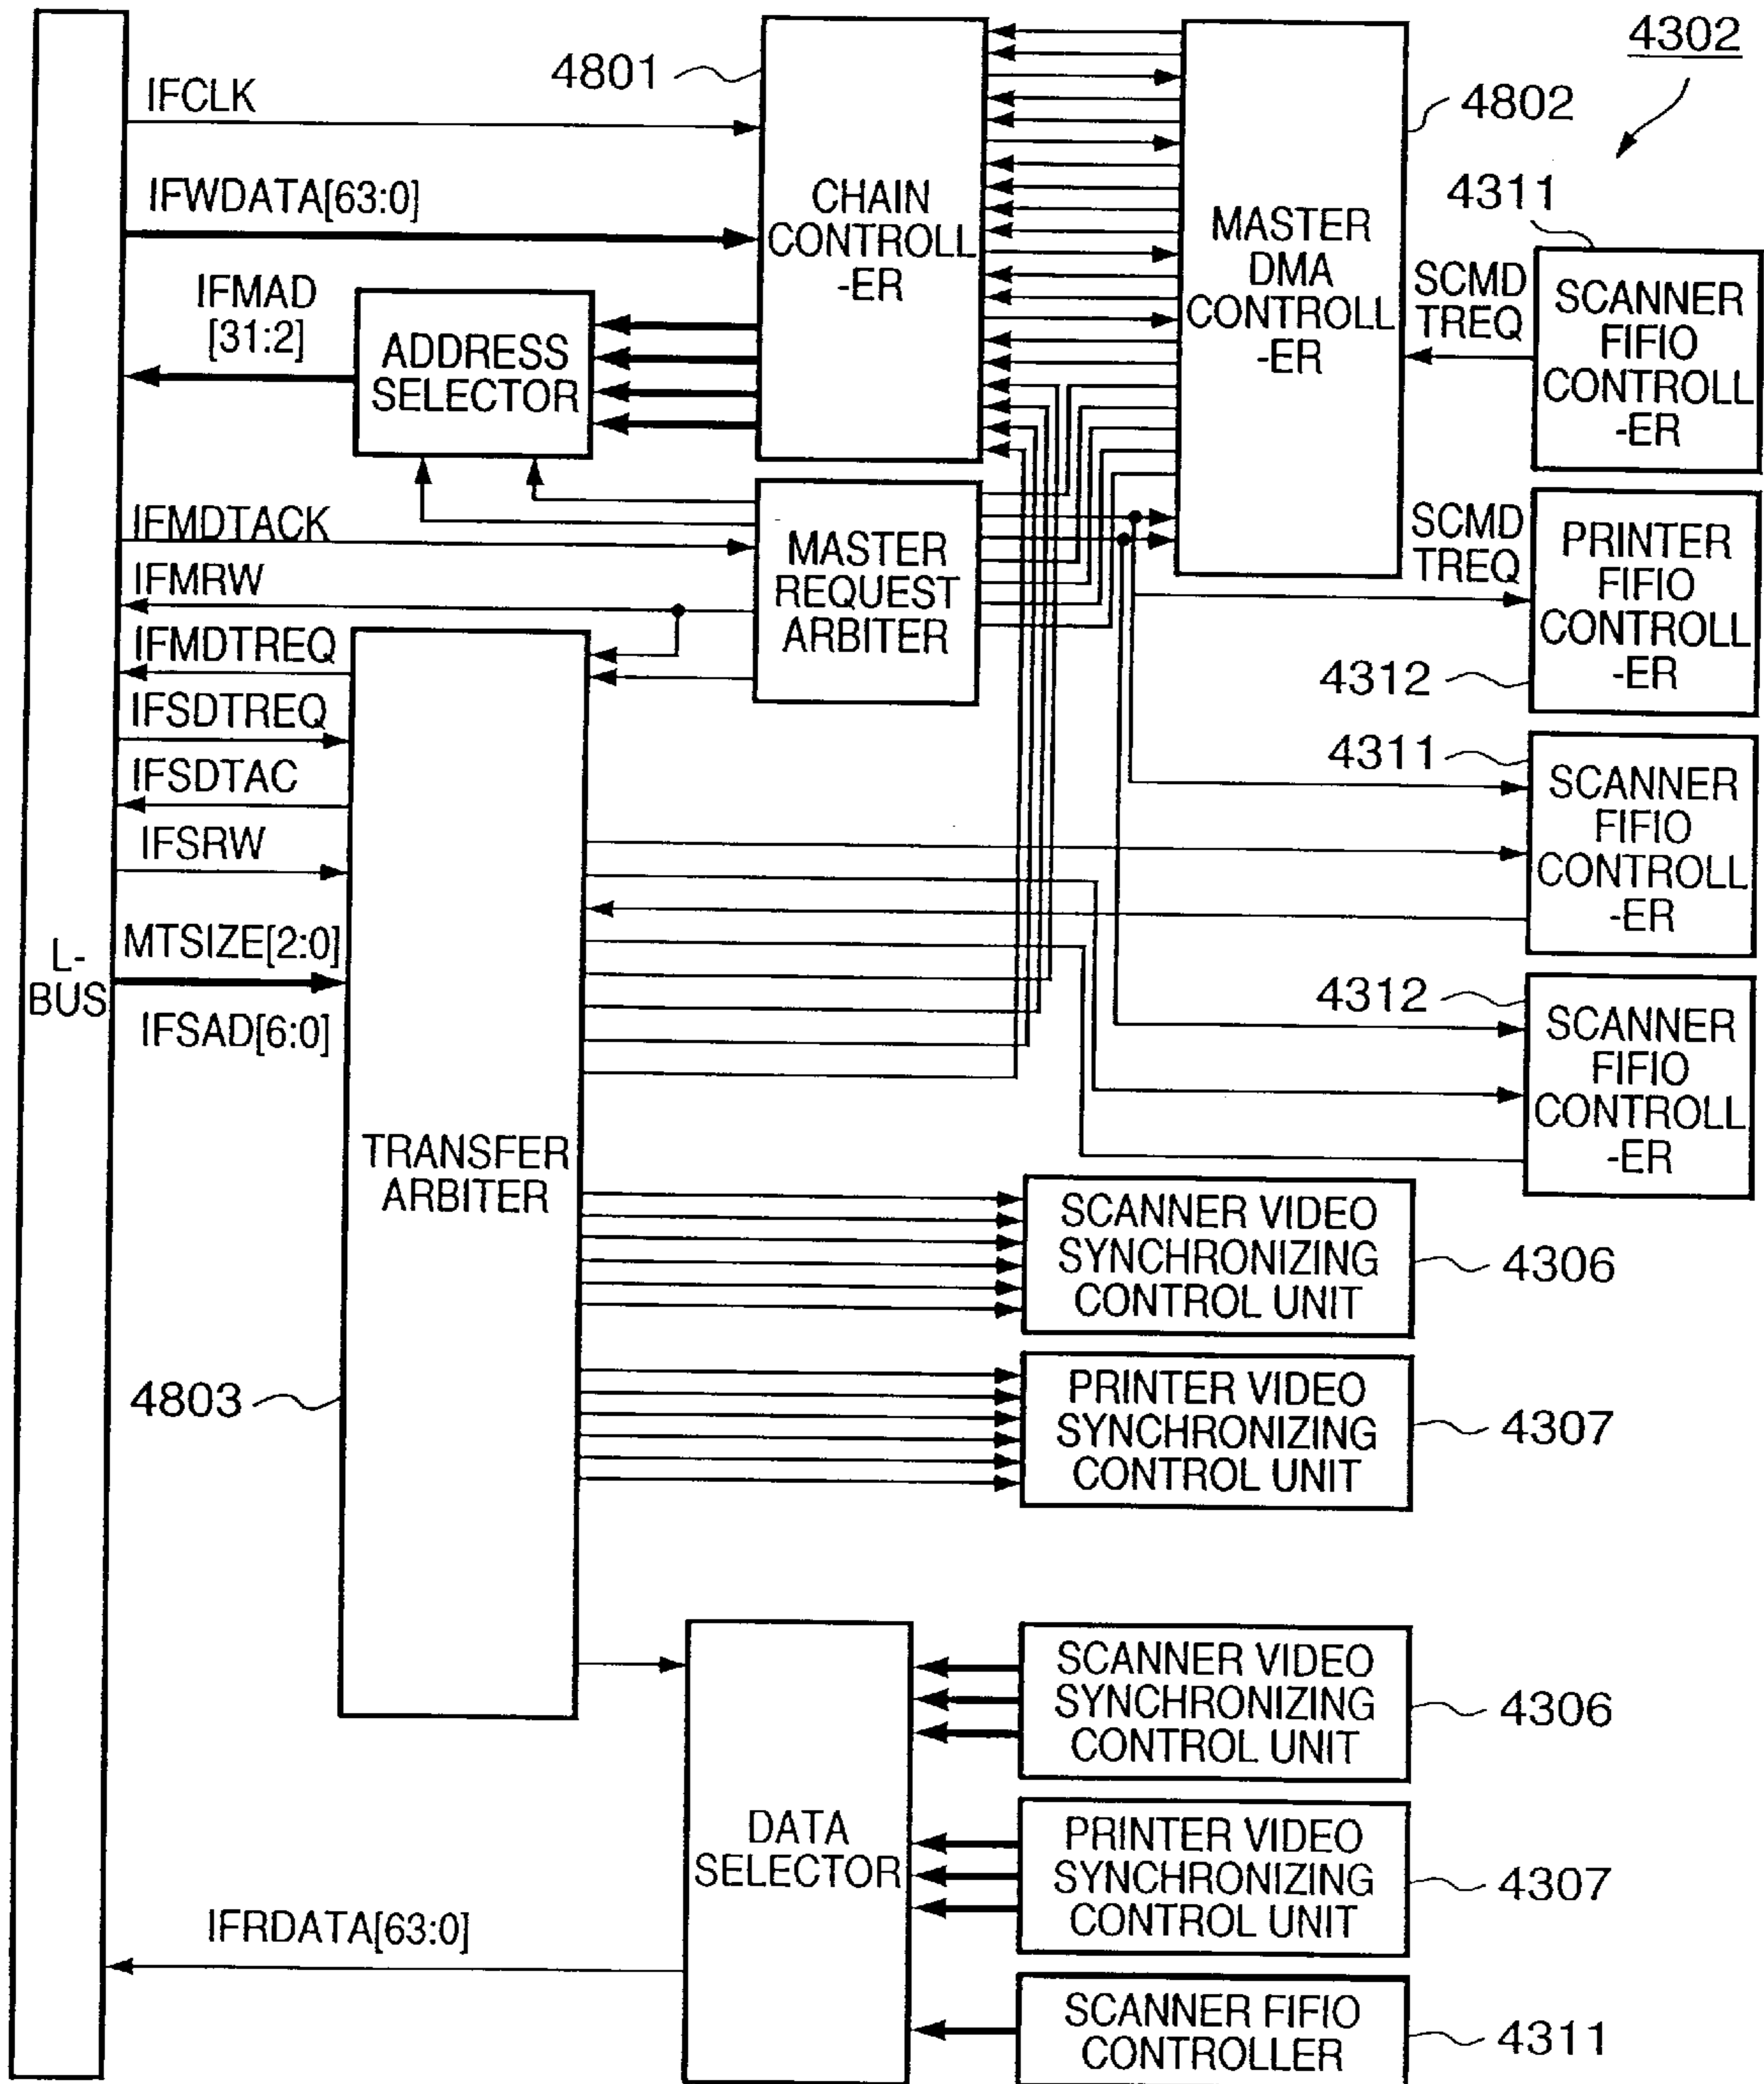 4302
4801
4802
IFCLK
IFWDATA[63:0]
CHAIN
CONTROLL
-ER
MASTER
DMA
CONTROLL
-ER
4311
SCMD
TREQ
SCANNER
FIFIO
CONTROLL
-ER
IFMAD
[31:2]
ADDRESS
SELECTOR
IFMDTACK
IFMRW
MASTER
REQUEST
ARBITER
SCMD
TREQ
PRINTER
FIFIO
CONTROLL
-ER
4312
IFMDTREQ
IFSDTREQ
IFSDTAC
IFSRW
4311
SCANNER
FIFIO
CONTROLL
-ER
L-
BUS
MTSIZE[2:0]
IFSAD[6:0]
4312
SCANNER
FIFIO
CONTROLL
-ER
TRANSFER
ARBITER
4803
SCANNER VIDEO
SYNCHRONIZING
CONTROL UNIT
4306
PRINTER VIDEO
SYNCHRONIZING
CONTROL UNIT
4307
DATA
SELECTOR
SCANNER VIDEO
SYNCHRONIZING
CONTROL UNIT
4306
PRINTER VIDEO
SYNCHRONIZING
CONTROL UNIT
4307
IFRDATA[63:0]
SCANNER FIFIO
CONTROLLER
4311